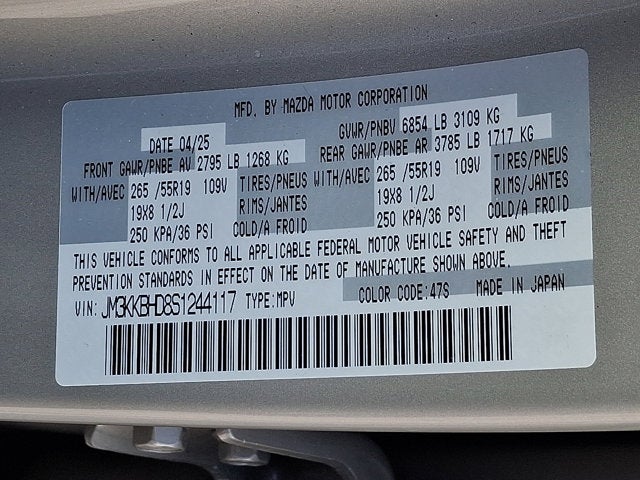 MFD. BY MAZDA MOTOR CORPORATION
DATE 04/25 GVWR/PNBV 6854 LB 3109 KG
FRONT GAWR/PNBE AV 2795 LB 1268 KG REAR GAWR/PNBE AR 3785 LB 1717 KG
WITH/AVEC 265 /55R19 109V TIRES/PNEUS WITH/AVEC 265 /55R19 109V TIRES/PNEUS
19X8 1/2J RIMS/JANTES 19X8 1/2J RIMS/JANTES
250 KPA/36 PSI COLD/A FROID 250 KPA/36 PSI COLD/A FROID
THIS VEHICLE CONFORMS TO ALL APPLICABLE FEDERAL MOTOR VEHICLE SAFETY AND THEFT
PREVENTION STANDARDS IN EFFECT ON THE DATE OF MANUFACTURE SHOWN ABOVE.
VIN: JM3KKBHD8S1244117 TYPE:MPV COLOR CODE:47S MADE IN JAPAN